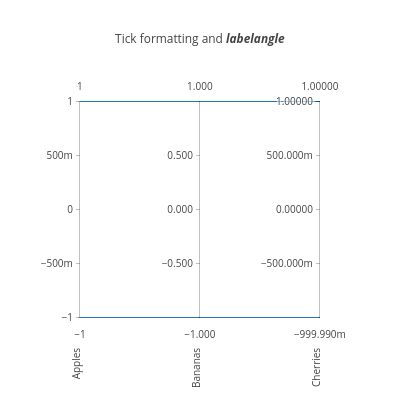 Tick formatting and labelangle
1 1.000 1.00000
1 1.00000
500m 0.500 500.000m
0 0.000 0.00000
−500m −0.500 −500.000m
−1
−1 −1.000 −999.990m
Apples Bananas Cherries